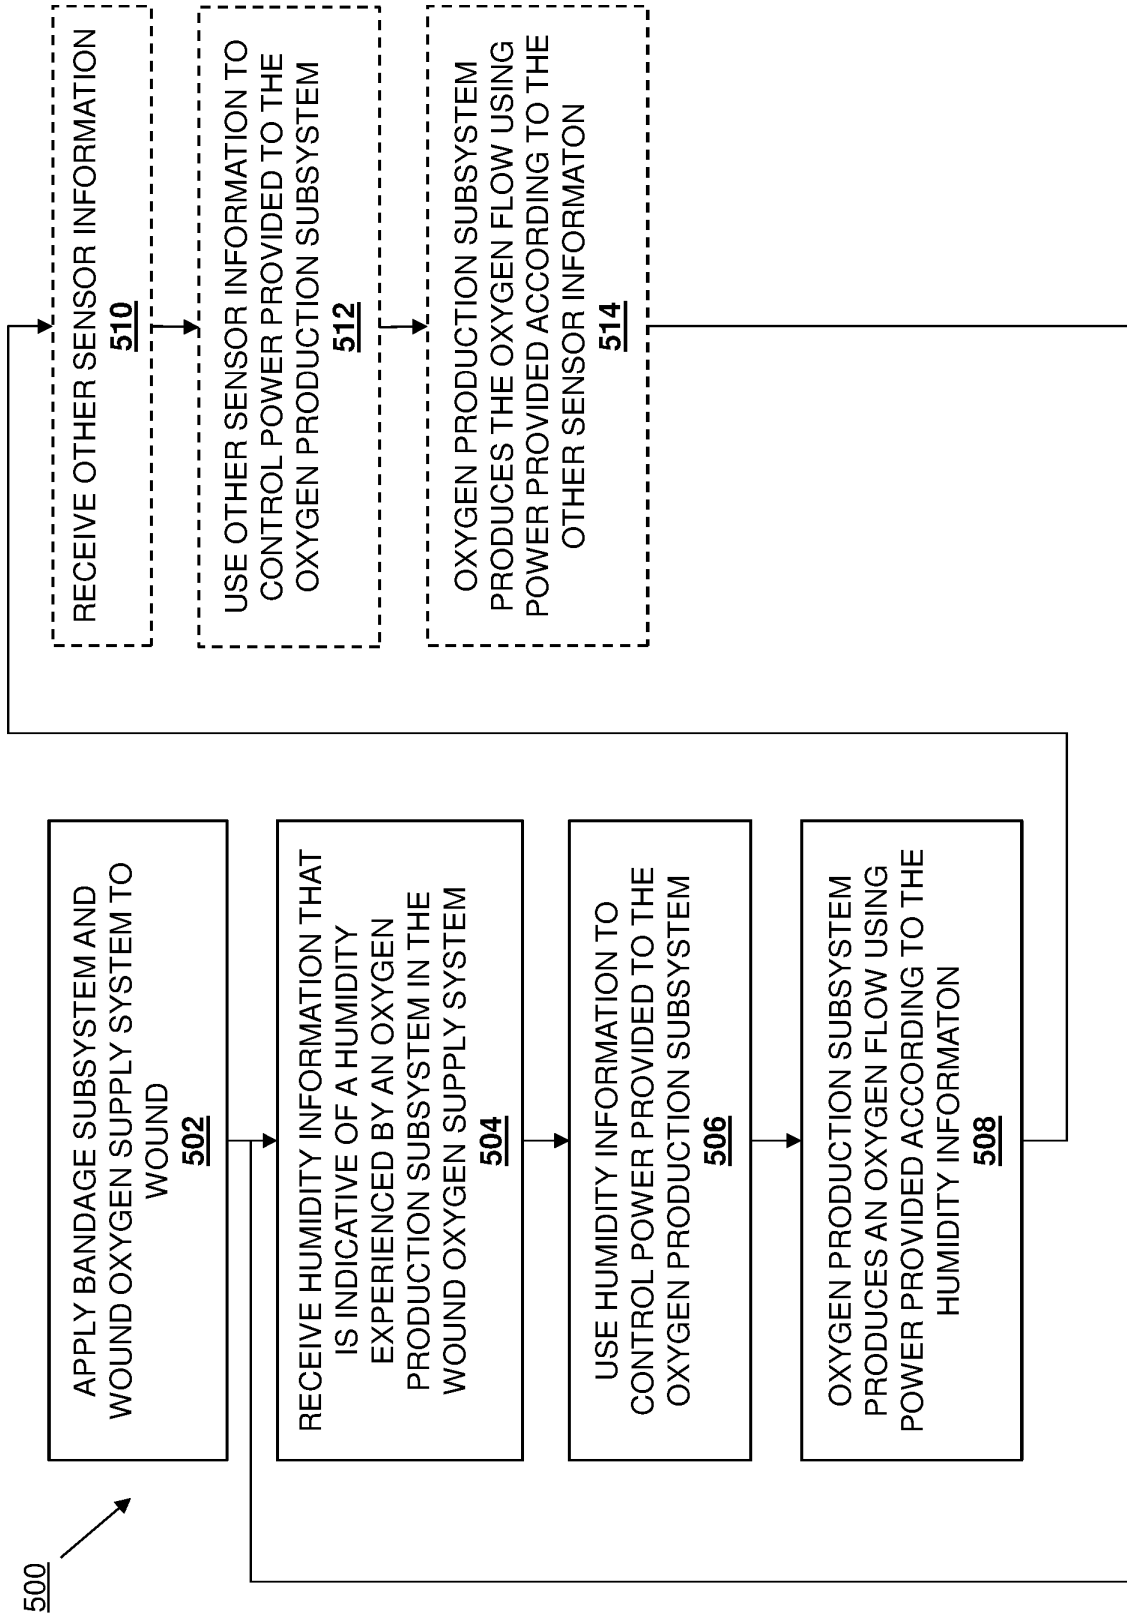 500
APPLY BANDAGE SUBSYSTEM AND
WOUND OXYGEN SUPPLY SYSTEM TO
WOUND
502
RECEIVE HUMIDITY INFORMATION THAT
IS INDICATIVE OF A HUMIDITY
EXPERIENCED BY AN OXYGEN
PRODUCTION SUBSYSTEM IN THE
WOUND OXYGEN SUPPLY SYSTEM
504
USE HUMIDITY INFORMATION TO
CONTROL POWER PROVIDED TO THE
OXYGEN PRODUCTION SUBSYSTEM
506
OXYGEN PRODUCTION SUBSYSTEM
PRODUCES AN OXYGEN FLOW USING
POWER PROVIDED ACCORDING TO THE
HUMIDITY INFORMATON
508
RECEIVE OTHER SENSOR INFORMATION
510
USE OTHER SENSOR INFORMATION TO
CONTROL POWER PROVIDED TO THE
OXYGEN PRODUCTION SUBSYSTEM
512
OXYGEN PRODUCTION SUBSYSTEM
PRODUCES THE OXYGEN FLOW USING
POWER PROVIDED ACCORDING TO THE
OTHER SENSOR INFORMATON
514